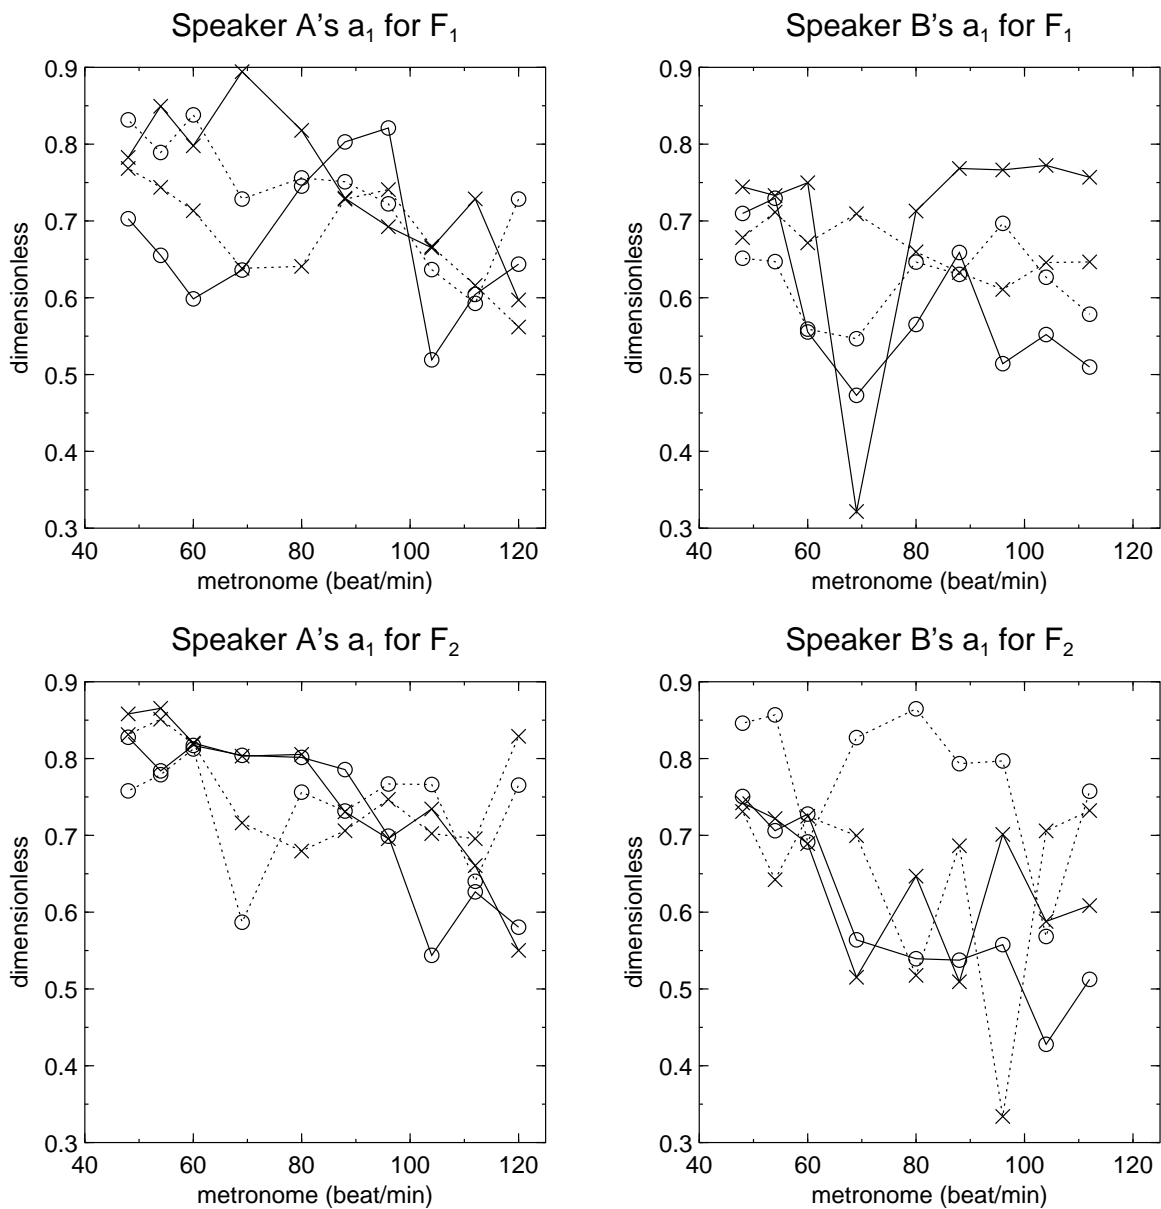 Speaker A's a₁ for F₁
0.9
0.8
0.7
0.6
0.5
0.4
0.3
dimensionless
40 60 80 100 120
metronome (beat/min)
Speaker B's a₁ for F₁
0.9
0.8
0.7
0.6
0.5
0.4
0.3
dimensionless
40 60 80 100 120
metronome (beat/min)
Speaker A's a₁ for F₂
0.9
0.8
0.7
0.6
0.5
0.4
0.3
dimensionless
40 60 80 100 120
metronome (beat/min)
Speaker B's a₁ for F₂
0.9
0.8
0.7
0.6
0.5
0.4
0.3
dimensionless
40 60 80 100 120
metronome (beat/min)